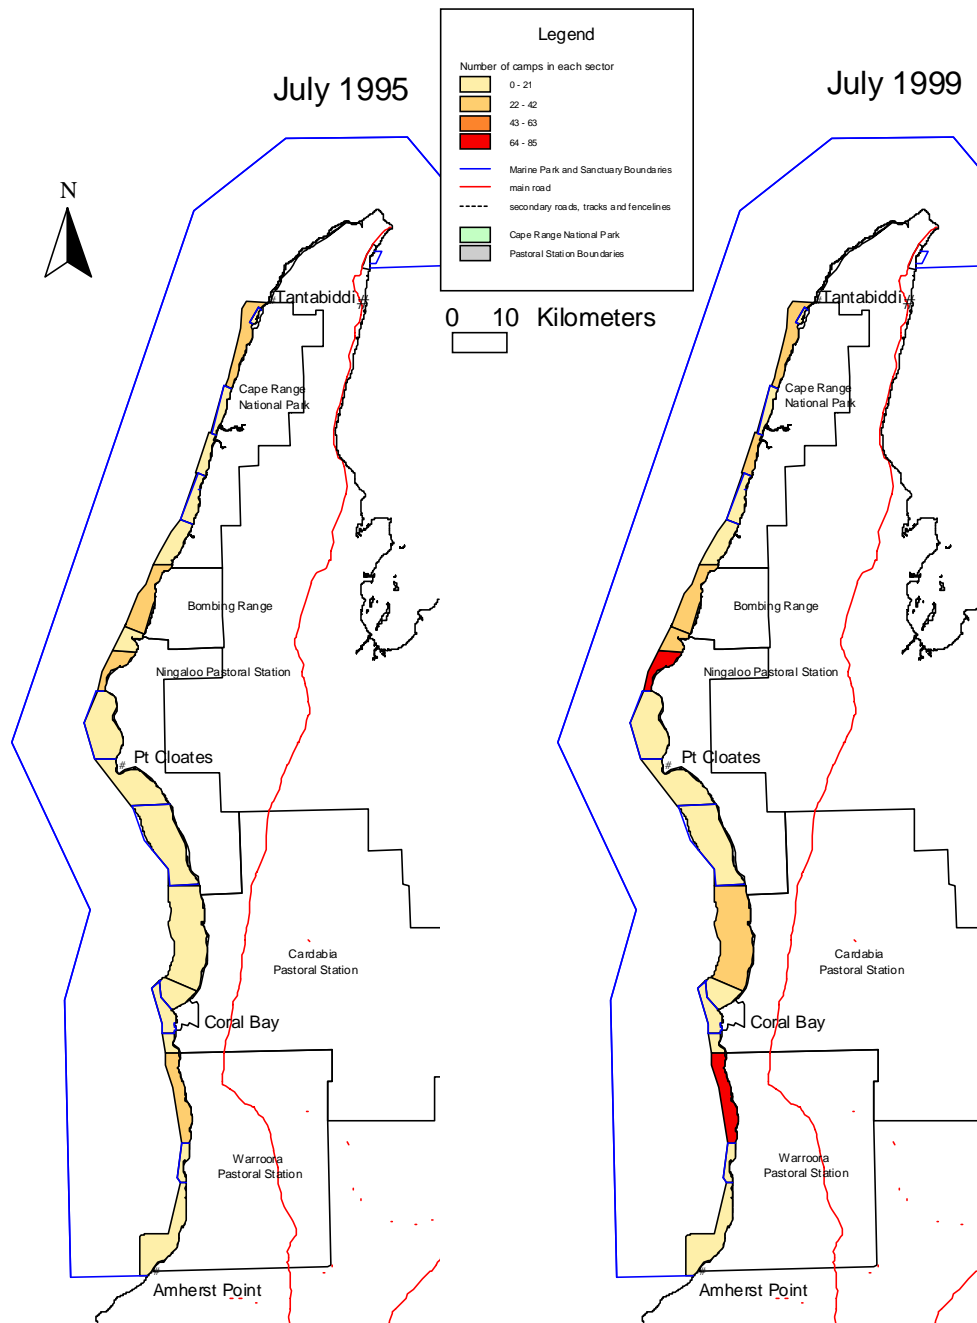 Legend
Number of camps in each sector
0 - 21
22 - 42
43 - 63
64 - 85
Marine Park and Sanctuary Boundaries
main road
secondary roads, tracks and fencelines
Cape Range National Park
Pastoral Station Boundaries
0 10 Kilometers
July 1995
N
#Tantabiddi#
Cape Range
National Park
Bombing Range
Ningaloo Pastoral Station
# Pt Cloates
Cardabia
Pastoral Station
Coral Bay
Warroora
Pastoral Station
#
Amherst Point
July 1999
#Tantabiddi#
Cape Range
National Park
Bombing Range
Ningaloo Pastoral Station
# Pt Cloates
Cardabia
Pastoral Station
Coral Bay
Warroora
Pastoral Station
#
Amherst Point